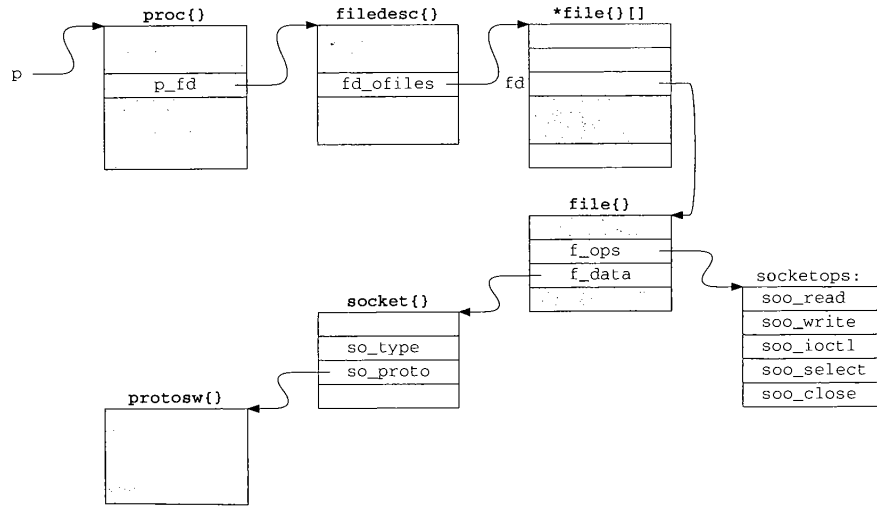 proc{} filedesc{} *file{}[]
p
p_fd fd_ofiles fd
file{}
f_ops
f_data
socketops:
soo_read
soo_write
soo_ioctl
soo_select
soo_close
socket{}
so_type
so_proto
protosw{}